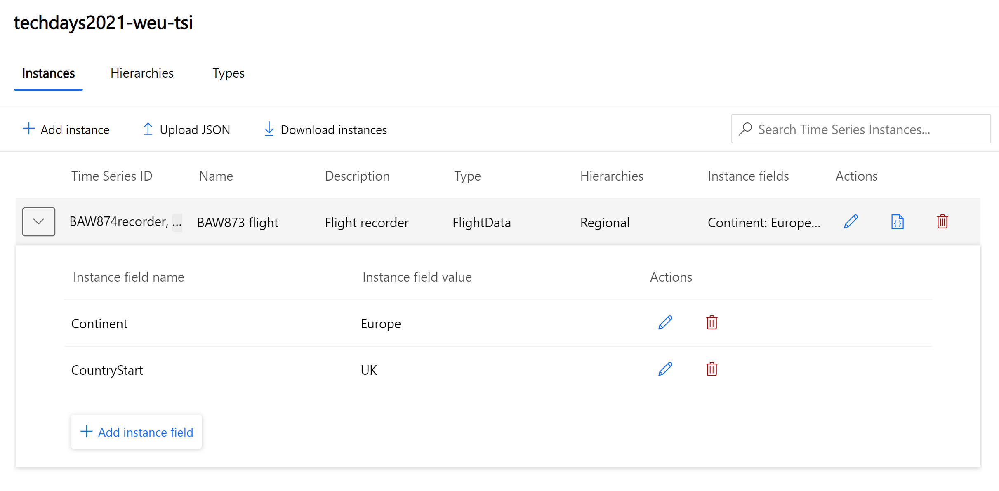 techdays2021-weu-tsi
Instances Hierarchies Types
Add instance Upload JSON Download instances Search Time Series Instances...
Time Series ID Name Description Type Hierarchies Instance fields Actions
BAW874recorder, ... BAW873 flight Flight recorder FlightData Regional Continent: Europe...
Instance field name Instance field value Actions
Continent Europe
CountryStart UK
Add instance field